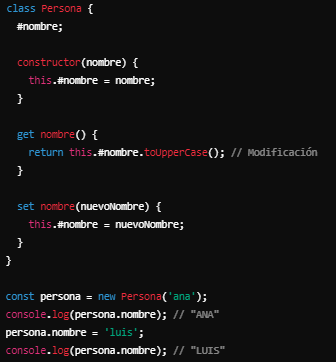 class Persona {
  #nombre;

  constructor(nombre) {
    this.#nombre = nombre;
  }

  get nombre() {
    return this.#nombre.toUpperCase(); // Modificación
  }

  set nombre(nuevoNombre) {
    this.#nombre = nuevoNombre;
  }
}

const persona = new Persona('ana');
console.log(persona.nombre); // "ANA"
persona.nombre = 'luis';
console.log(persona.nombre); // "LUIS"